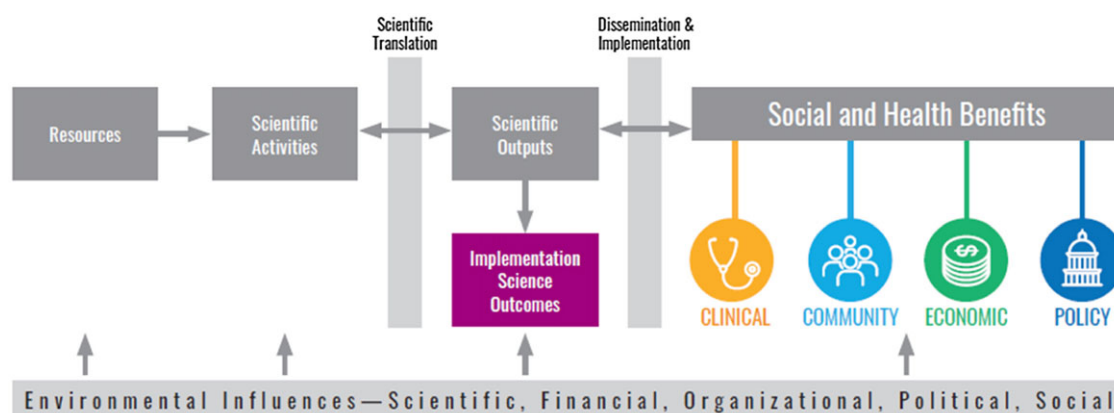 Scientific
Translation
Dissemination &
Implementation
Resources
Scientific
Activities
Scientific
Outputs
Social and Health Benefits
Implementation
Science
Outcomes
CLINICAL
COMMUNITY
ECONOMIC
POLICY
Environmental Influences—Scientific, Financial, Organizational, Political, Social